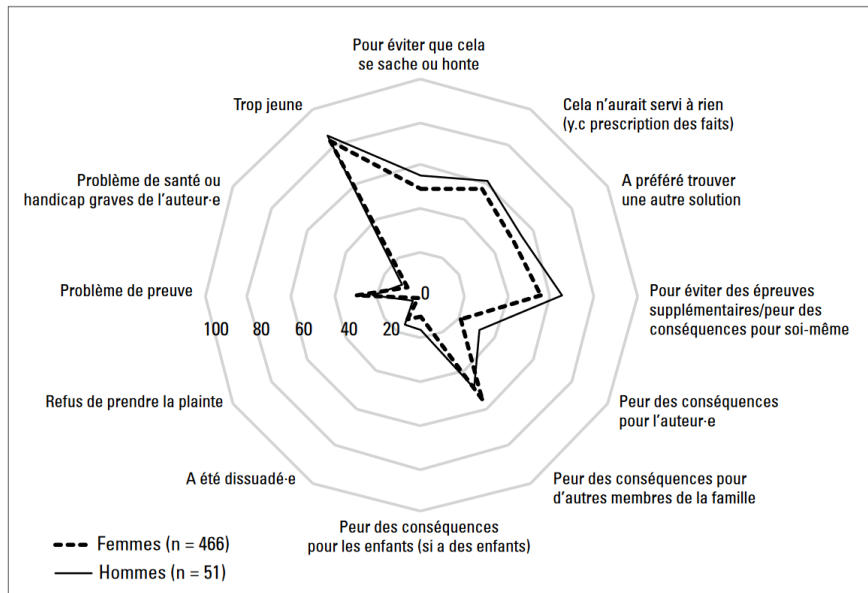 Pour éviter que cela
se sache ou honte
Trop jeune
Cela n'aurait servi à rien
(y.c prescription des faits)
Problème de santé ou
handicap graves de l'auteur·e
A préféré trouver
une autre solution
Problème de preuve
0
Pour éviter des épreuves
supplémentaires/peur des
conséquences pour soi-même
100 80 60 40 20
Refus de prendre la plainte
Peur des conséquences
pour l'auteur·e
A été dissuadé·e
Peur des conséquences pour
d'autres membres de la famille
Peur des conséquences
pour les enfants (si a des enfants)
Femmes (n = 466)
Hommes (n = 51)